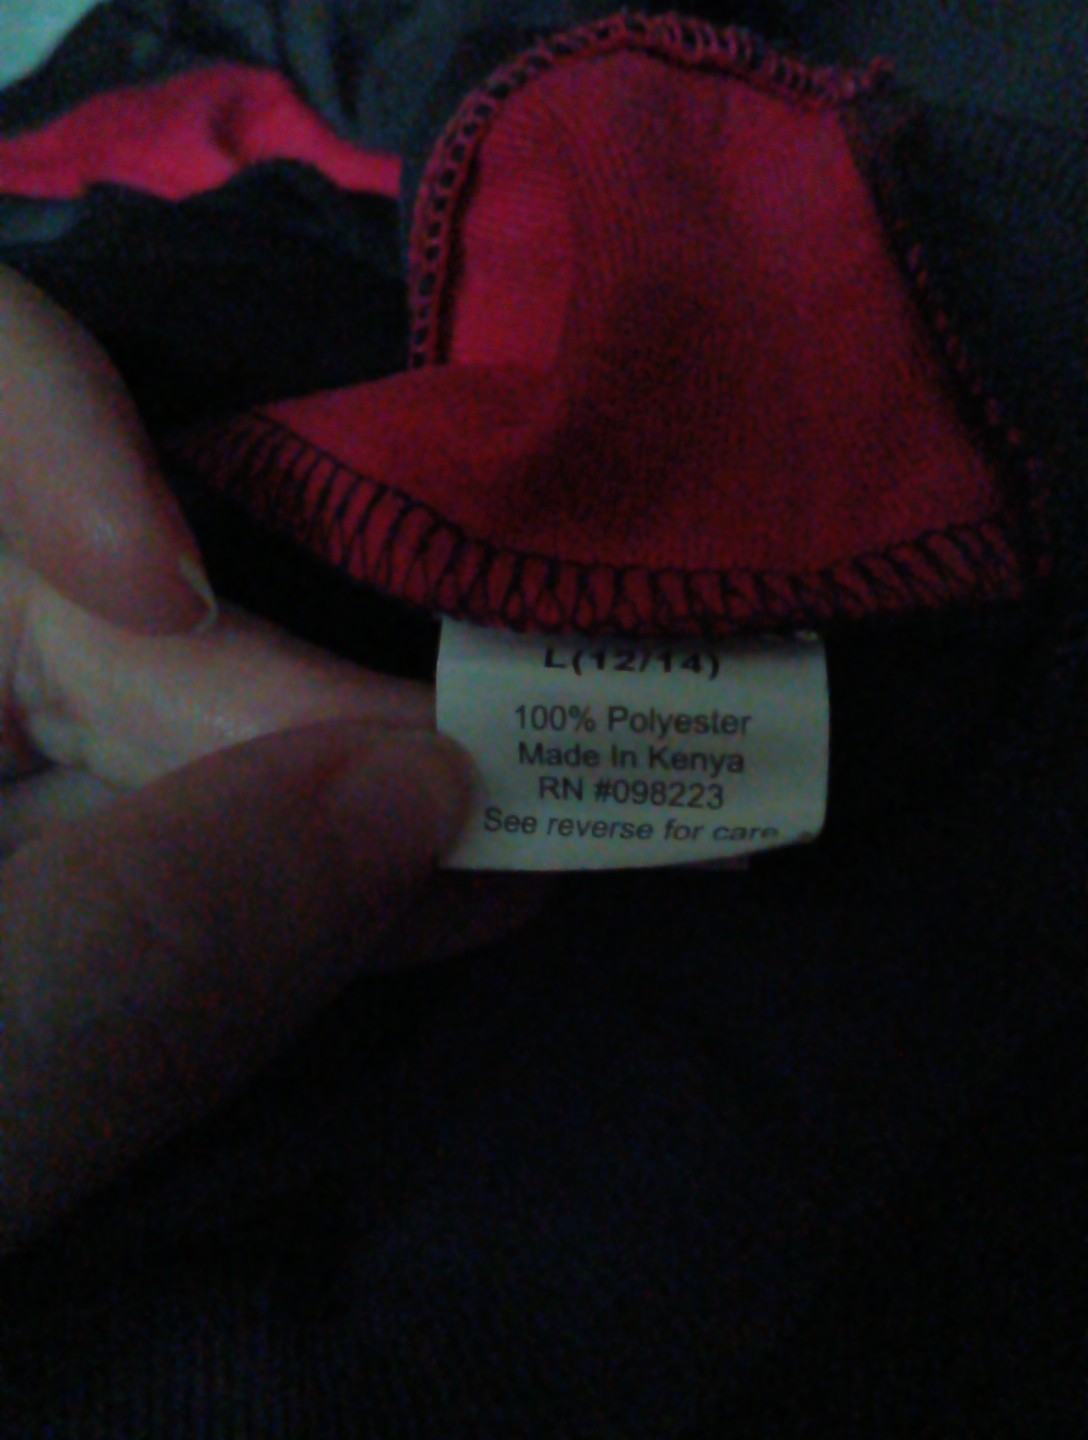 L(12/14)
100% Polyester
Made In Kenya
RN #098223
See reverse for care